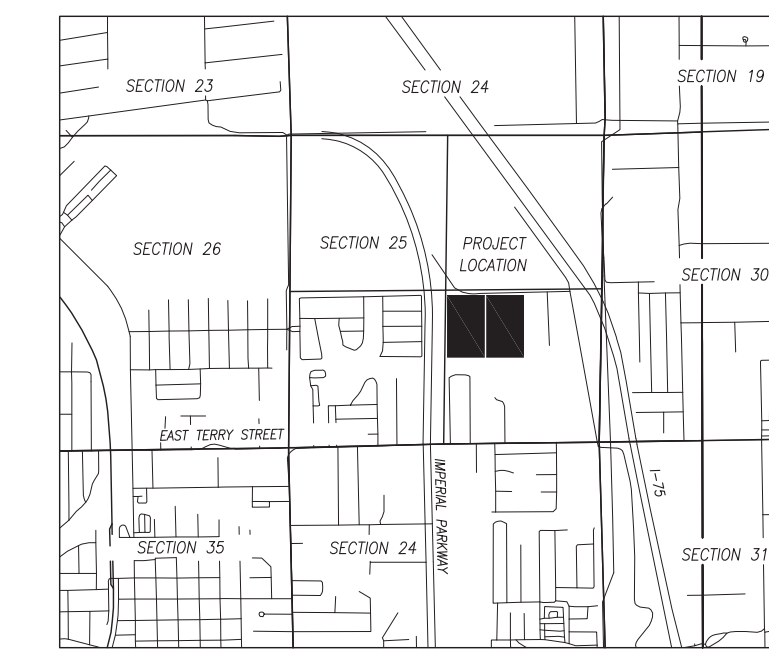 SECTION 23
SECTION 24
SECTION 19
SECTION 26
SECTION 25
PROJECT
LOCATION
SECTION 30
EAST TERRY STREET
IMPERIAL PARKWAY
I-75
SECTION 35
SECTION 24
SECTION 31